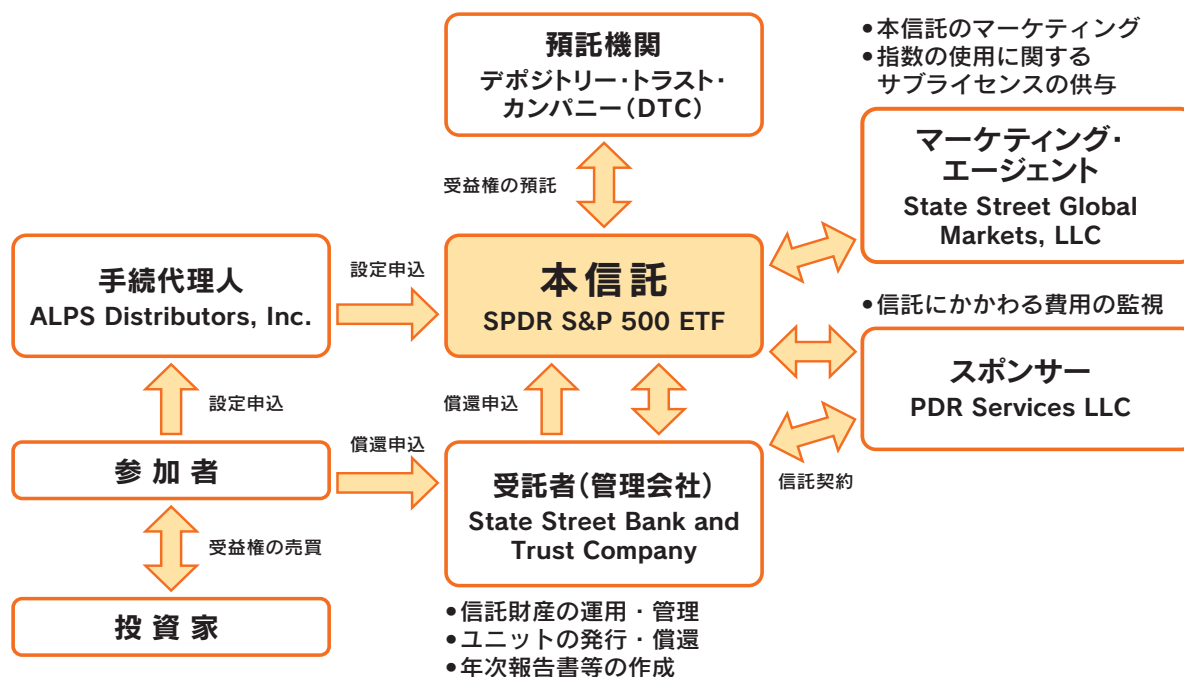 預託機関
デポジトリー・トラスト・
カンパニー(DTC)
●本信託のマーケティング
●指数の使用に関する
サブライセンスの供与
マーケティング・
エージェント
State Street Global
Markets, LLC
受益権の預託
手続代理人
ALPS Distributors, Inc.
設定申込
本信託
SPDR S&P 500 ETF
●信託にかかわる費用の監視
スポンサー
PDR Services LLC
設定申込
償還申込
参加者
償還申込
受託者(管理会社)
State Street Bank and
Trust Company
信託契約
受益権の売買
投資家
●信託財産の運用・管理
●ユニットの発行・償還
●年次報告書等の作成